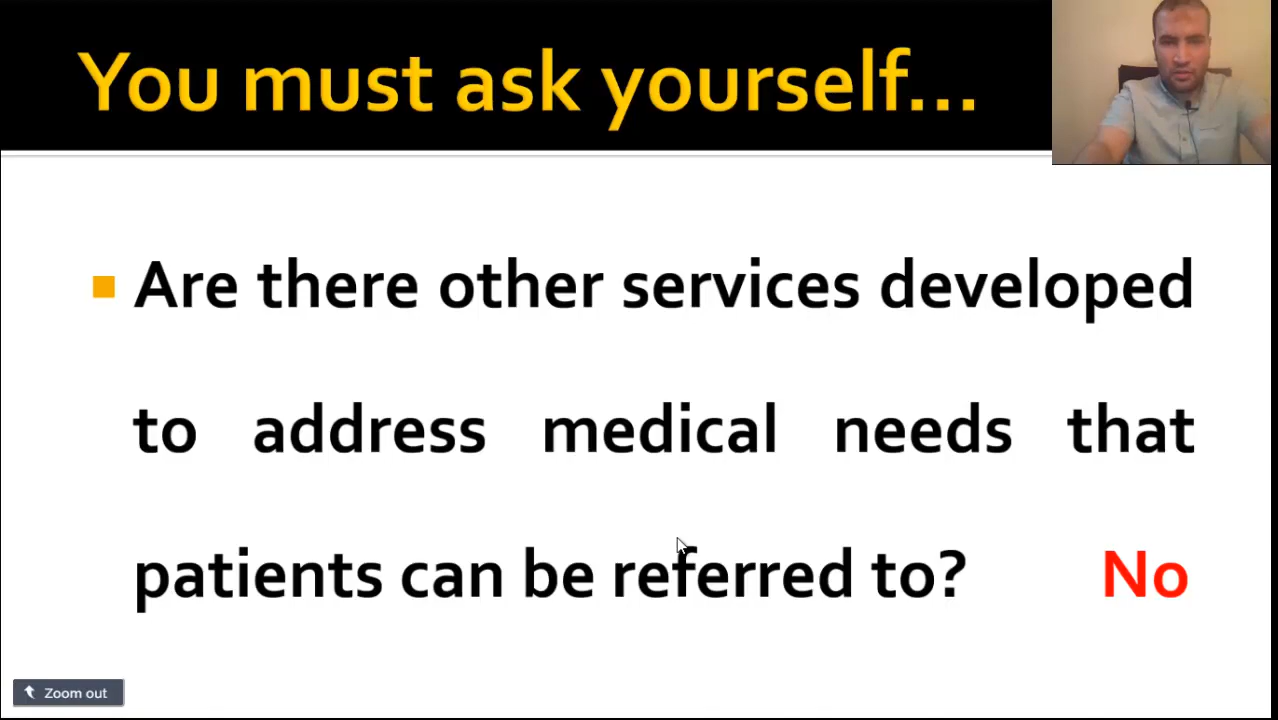 You must ask yourself...
Are there other services developed
to address medical needs that
patients can be referred to? No
Zoom out